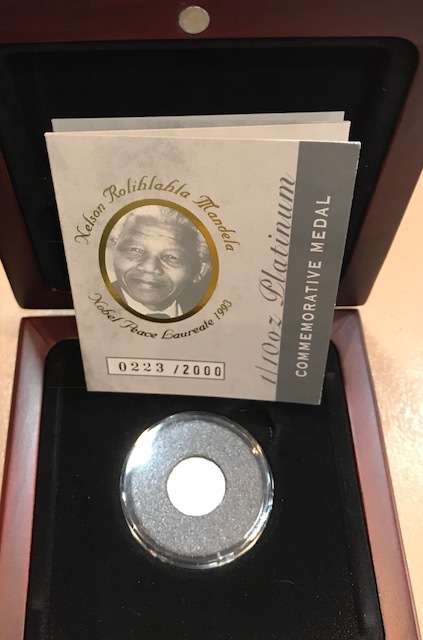 Nelson Rolihlahla Mandela
Nobel Peace Laureate 1993
0223 /2000
1/10oz Platinum
COMMEMORATIVE MEDAL